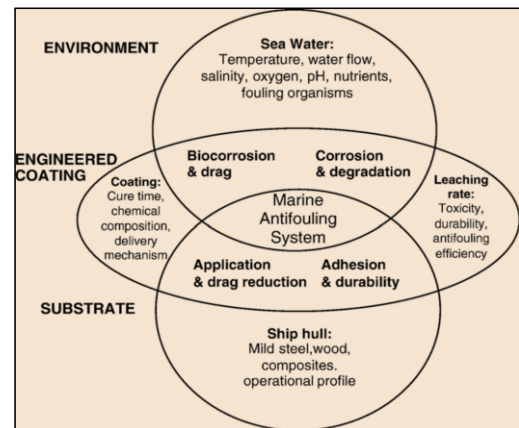 ENVIRONMENT
Sea Water:
Temperature, water flow,
salinity, oxygen, pH, nutrients,
fouling organisms
ENGINEERED
COATING
Biocorrosion
& drag
Corrosion
& degradation
Coating:
Cure time,
chemical
composition,
delivery
mechanism
Marine
Antifouling
System
Leaching
rate:
Toxicity,
durability,
antifouling
efficiency
Application
& drag reduction
Adhesion
& durability
SUBSTRATE
Ship hull:
Mild steel,wood,
composites.
operational profile